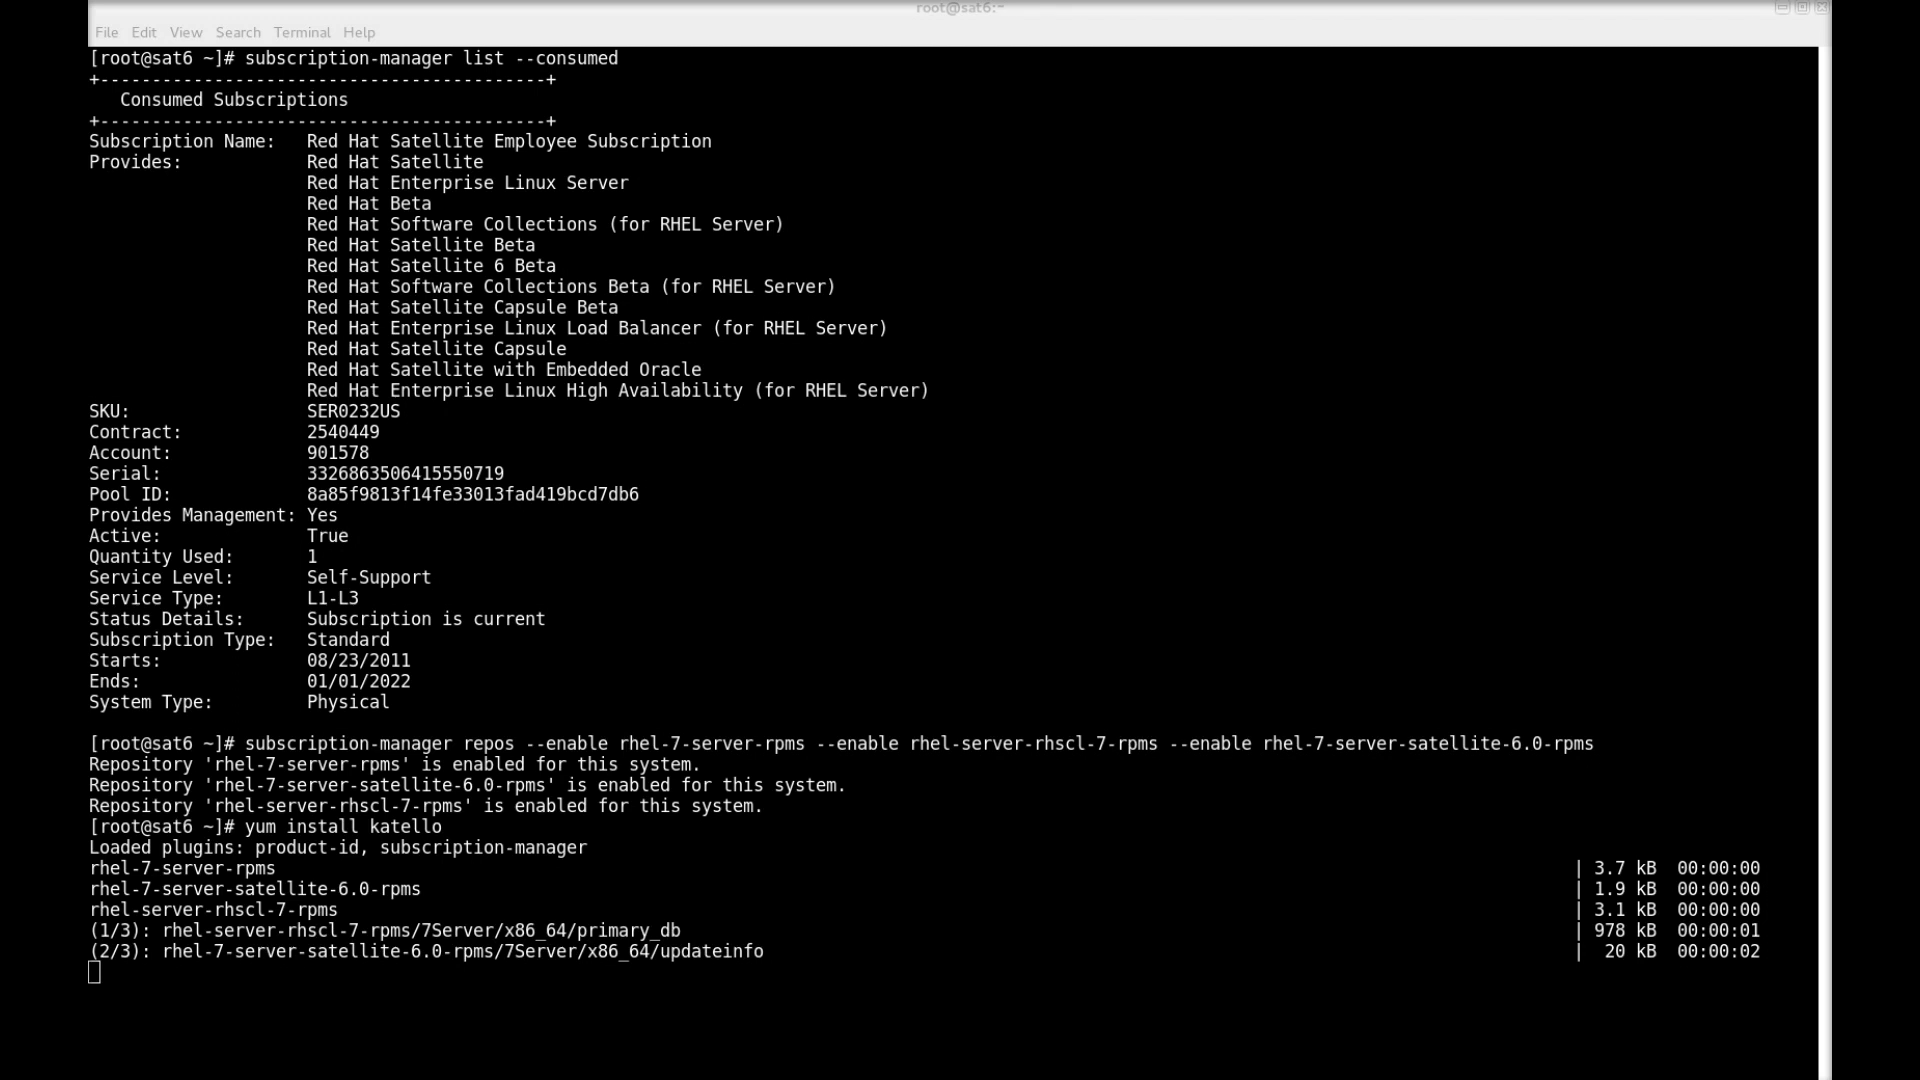 root@sat6:~
File Edit View Search Terminal Help
[root@sat6 ~]# subscription-manager list --consumed
+-------------------------------------------+
   Consumed Subscriptions
+-------------------------------------------+
Subscription Name:   Red Hat Satellite Employee Subscription
Provides:            Red Hat Satellite
                     Red Hat Enterprise Linux Server
                     Red Hat Beta
                     Red Hat Software Collections (for RHEL Server)
                     Red Hat Satellite Beta
                     Red Hat Satellite 6 Beta
                     Red Hat Software Collections Beta (for RHEL Server)
                     Red Hat Satellite Capsule Beta
                     Red Hat Enterprise Linux Load Balancer (for RHEL Server)
                     Red Hat Satellite Capsule
                     Red Hat Satellite with Embedded Oracle
                     Red Hat Enterprise Linux High Availability (for RHEL Server)
SKU:                 SER0232US
Contract:            2540449
Account:             901578
Serial:              3326863506415550719
Pool ID:             8a85f9813f14fe33013fad419bcd7db6
Provides Management: Yes
Active:              True
Quantity Used:       1
Service Level:       Self-Support
Service Type:        L1-L3
Status Details:      Subscription is current
Subscription Type:   Standard
Starts:              08/23/2011
Ends:                01/01/2022
System Type:         Physical
[root@sat6 ~]# subscription-manager repos --enable rhel-7-server-rpms --enable rhel-server-rhscl-7-rpms --enable rhel-7-server-satellite-6.0-rpms
Repository 'rhel-7-server-rpms' is enabled for this system.
Repository 'rhel-7-server-satellite-6.0-rpms' is enabled for this system.
Repository 'rhel-server-rhscl-7-rpms' is enabled for this system.
[root@sat6 ~]# yum install katello
Loaded plugins: product-id, subscription-manager
rhel-7-server-rpms | 3.7 kB  00:00:00
rhel-7-server-satellite-6.0-rpms | 1.9 kB  00:00:00
rhel-server-rhscl-7-rpms | 3.1 kB  00:00:00
(1/3): rhel-server-rhscl-7-rpms/7Server/x86_64/primary_db | 978 kB  00:00:01
(2/3): rhel-7-server-satellite-6.0-rpms/7Server/x86_64/updateinfo |  20 kB  00:00:02